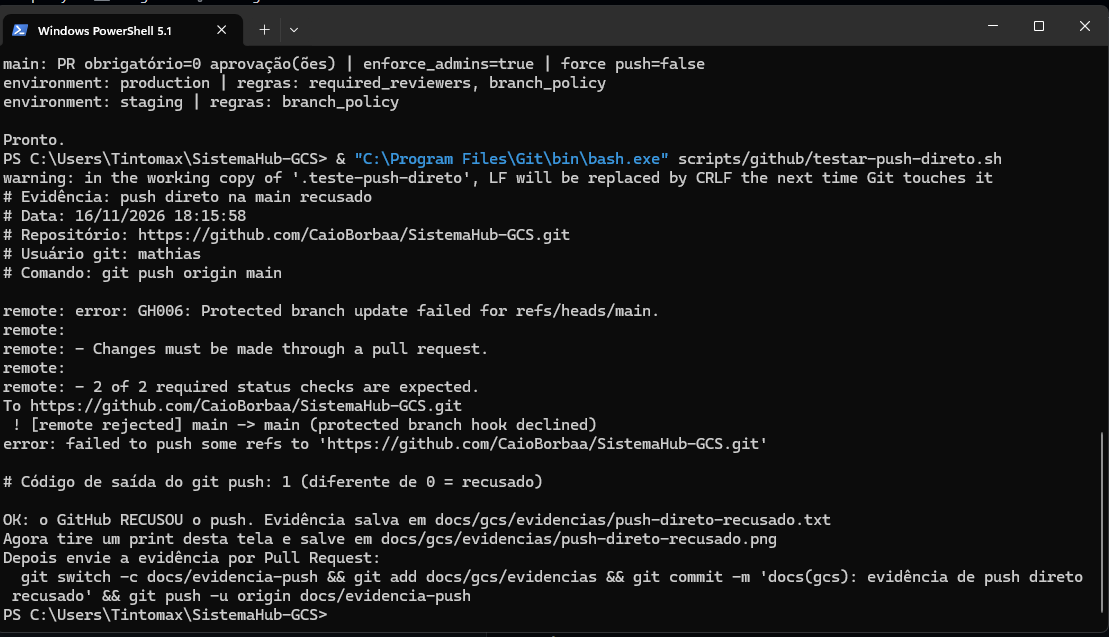 Windows PowerShell 5.1
main: PR obrigatório=0 aprovação(ões) | enforce_admins=true | force push=false
environment: production | regras: required_reviewers, branch_policy
environment: staging | regras: branch_policy
Pronto.
PS C:\Users\Tintomax\SistemaHub-GCS> & "C:\Program Files\Git\bin\bash.exe" scripts/github/testar-push-direto.sh
warning: in the working copy of '.teste-push-direto', LF will be replaced by CRLF the next time Git touches it
# Evidência: push direto na main recusado
# Data: 16/11/2026 18:15:58
# Repositório: https://github.com/CaioBorbaa/SistemaHub-GCS.git
# Usuário git: mathias
# Comando: git push origin main
remote: error: GH006: Protected branch update failed for refs/heads/main.
remote:
remote: - Changes must be made through a pull request.
remote:
remote: - 2 of 2 required status checks are expected.
To https://github.com/CaioBorbaa/SistemaHub-GCS.git
! [remote rejected] main -> main (protected branch hook declined)
error: failed to push some refs to 'https://github.com/CaioBorbaa/SistemaHub-GCS.git'
# Código de saída do git push: 1 (diferente de 0 = recusado)
OK: o GitHub RECUSOU o push. Evidência salva em docs/gcs/evidencias/push-direto-recusado.txt
Agora tire um print desta tela e salve em docs/gcs/evidencias/push-direto-recusado.png
Depois envie a evidência por Pull Request:
git switch -c docs/evidencia-push && git add docs/gcs/evidencias && git commit -m 'docs(gcs): evidência de push direto
recusado' && git push -u origin docs/evidencia-push
PS C:\Users\Tintomax\SistemaHub-GCS>